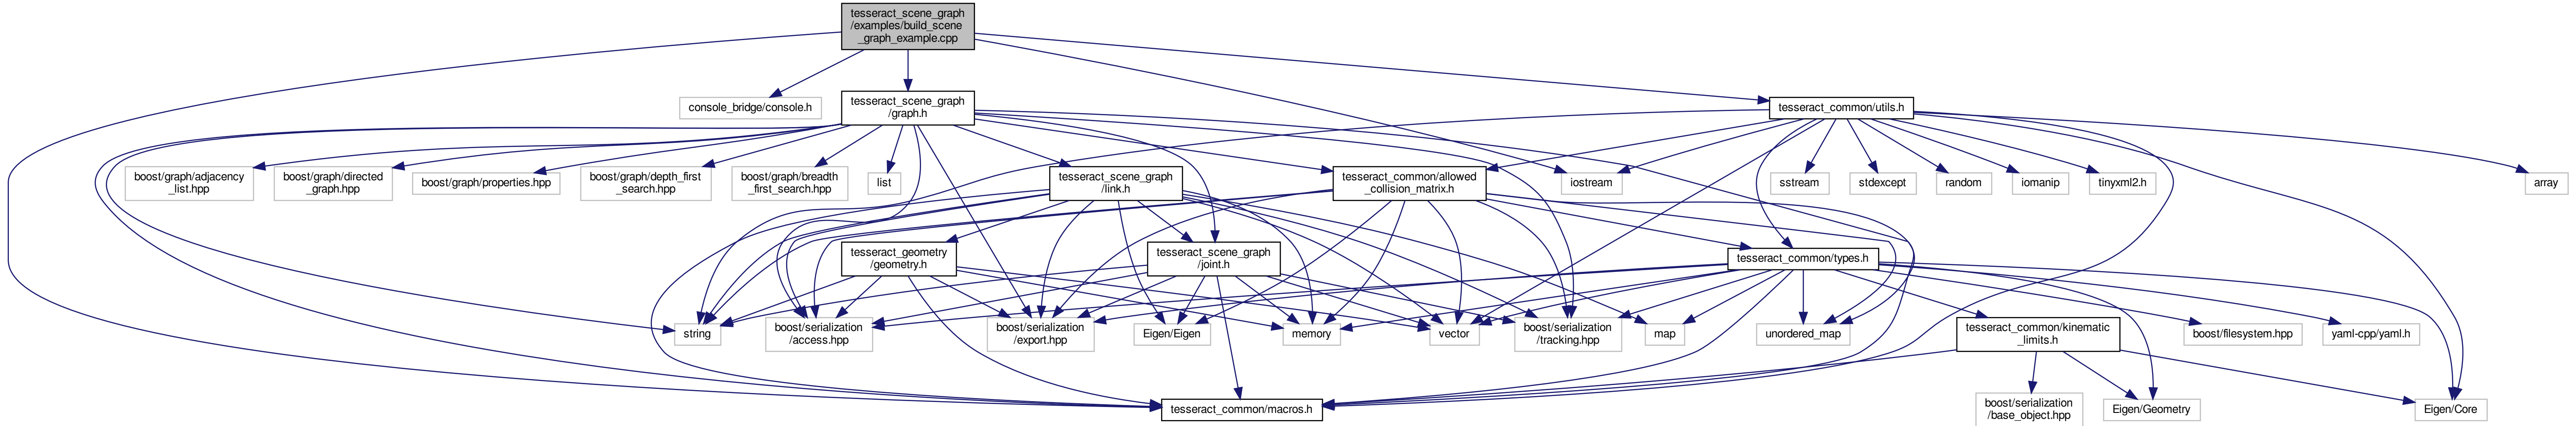 tesseract_scene_graph
/examples/build_scene
_graph_example.cpp
console_bridge/console.h
tesseract_scene_graph
/graph.h
tesseract_common/utils.h
boost/graph/adjacency
_list.hpp
boost/graph/directed
_graph.hpp
boost/graph/properties.hpp
boost/graph/depth_first
_search.hpp
boost/graph/breadth
_first_search.hpp
list
tesseract_scene_graph
/link.h
tesseract_common/allowed
_collision_matrix.h
iostream
sstream
stdexcept
random
iomanip
tinyxml2.h
array
tesseract_geometry
/geometry.h
tesseract_scene_graph
/joint.h
tesseract_common/types.h
string
boost/serialization
/access.hpp
boost/serialization
/export.hpp
Eigen/Eigen
memory
vector
boost/serialization
/tracking.hpp
map
unordered_map
tesseract_common/kinematic
_limits.h
boost/filesystem.hpp
yaml-cpp/yaml.h
tesseract_common/macros.h
boost/serialization
/base_object.hpp
Eigen/Geometry
Eigen/Core